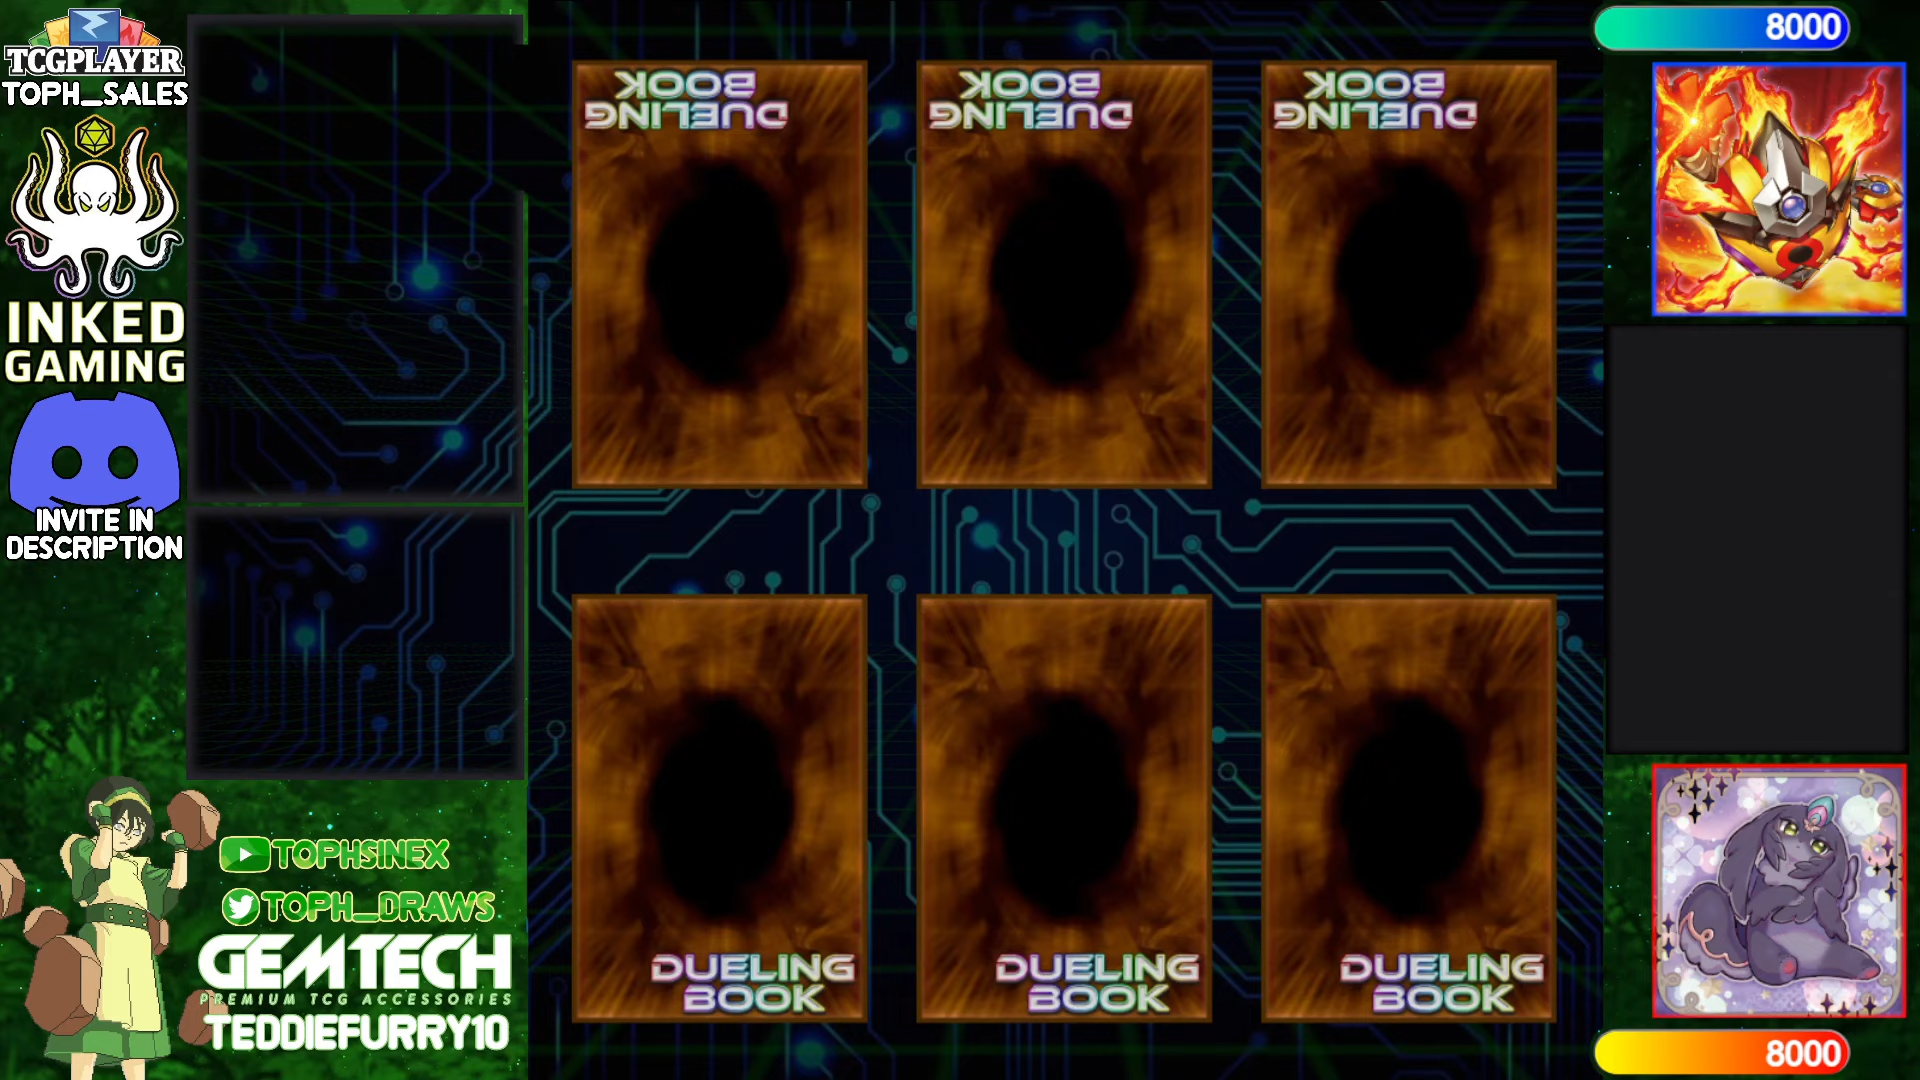 TCGPLAYER
TOPH_SALES
INKED
GAMING
INVITE IN
DESCRIPTION
TOPHSINEX
TOPH_DRAWS
GEMTECH
PREMIUM TCG ACCESSORIES
TEDDIEFURRY10
DUELING
BOOK
DUELING
BOOK
DUELING
BOOK
DUELING
BOOK
DUELING
BOOK
DUELING
BOOK
8000
8000